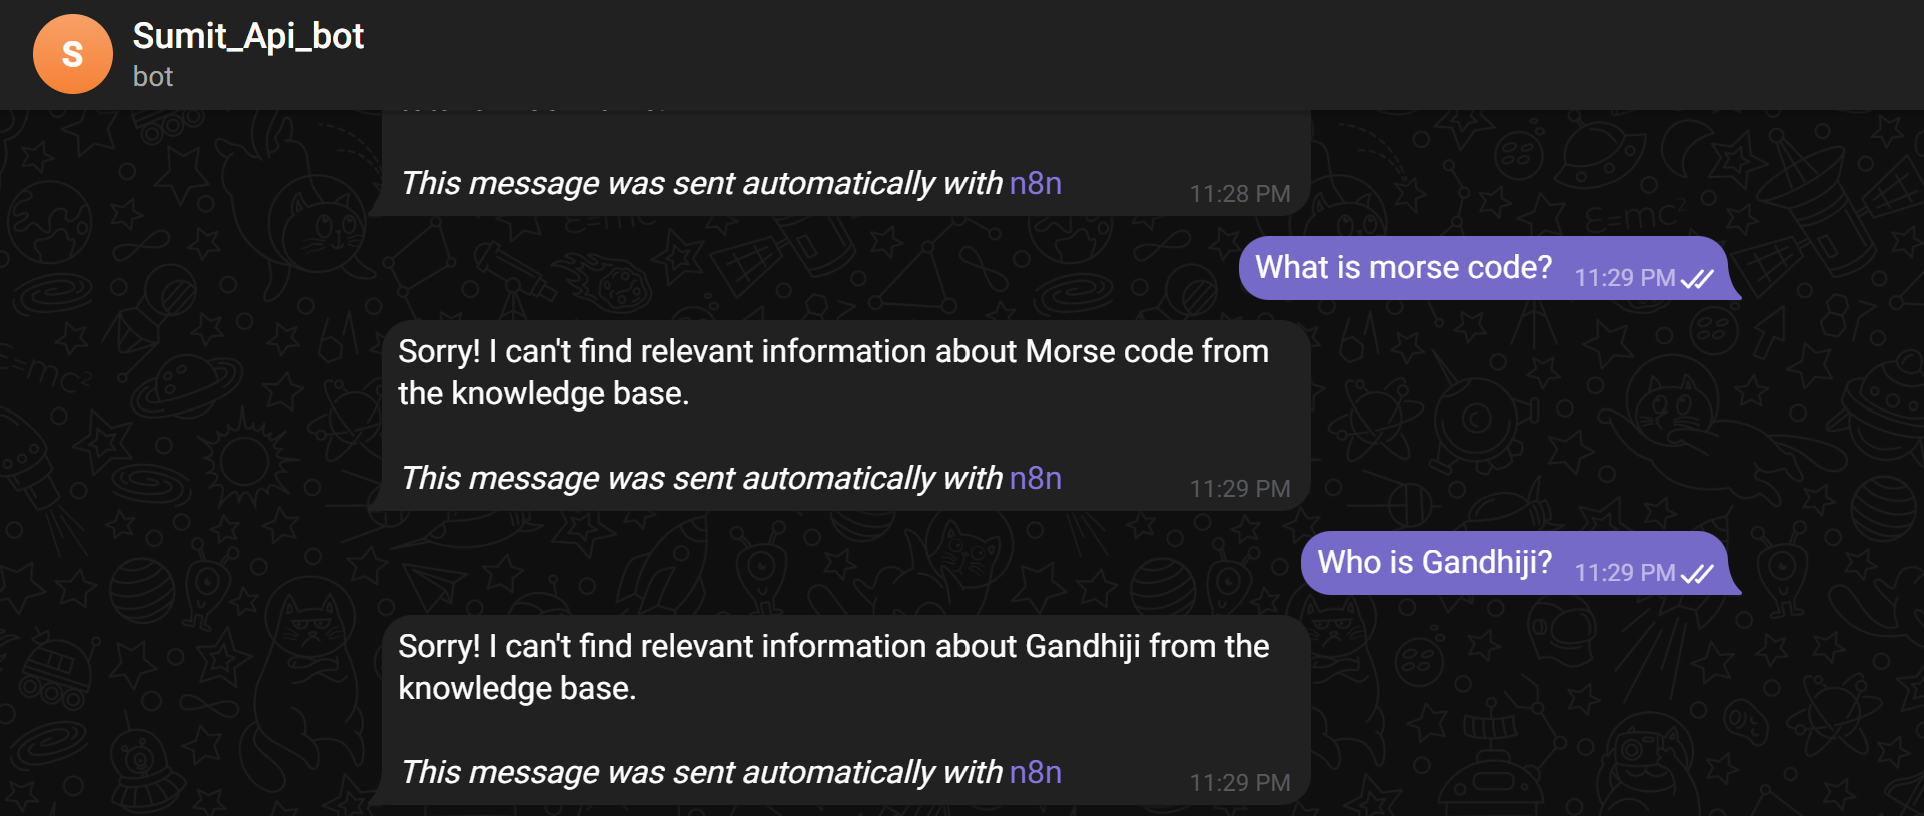 S
Sumit_Api_bot
bot
This message was sent automatically with n8n
11:28 PM
What is morse code? 11:29 PM
Sorry! I can't find relevant information about Morse code from
the knowledge base.
This message was sent automatically with n8n
11:29 PM
Who is Gandhiji? 11:29 PM
Sorry! I can't find relevant information about Gandhiji from the
knowledge base.
This message was sent automatically with n8n
11:29 PM